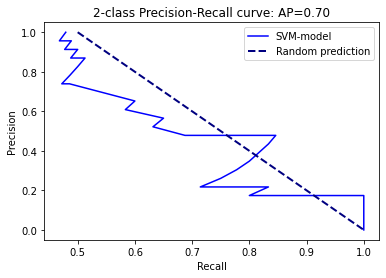 2-class Precision-Recall curve: AP=0.70
SVM-model
Random prediction
1.0
0.8
0.6
0.4
0.2
0.0
Precision
0.5
0.6
0.7
0.8
0.9
1.0
Recall